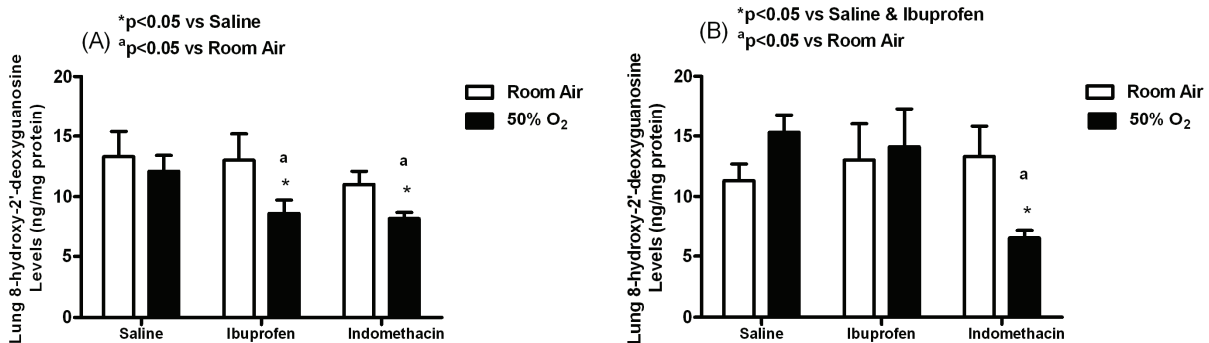 *p<0.05 vs Saline
(A) ᵃp<0.05 vs Room Air
Lung 8-hydroxy-2'-deoxyguanosine
Levels (ng/mg protein)
20
15
10
5
0
a
*
a
*
Saline
Ibuprofen
Indomethacin
Room Air
50% O₂
*p<0.05 vs Saline & Ibuprofen
(B) ᵃp<0.05 vs Room Air
Lung 8-hydroxy-2'-deoxyguanosine
Levels (ng/mg protein)
20
15
10
5
0
a
*
Saline
Ibuprofen
Indomethacin
Room Air
50% O₂